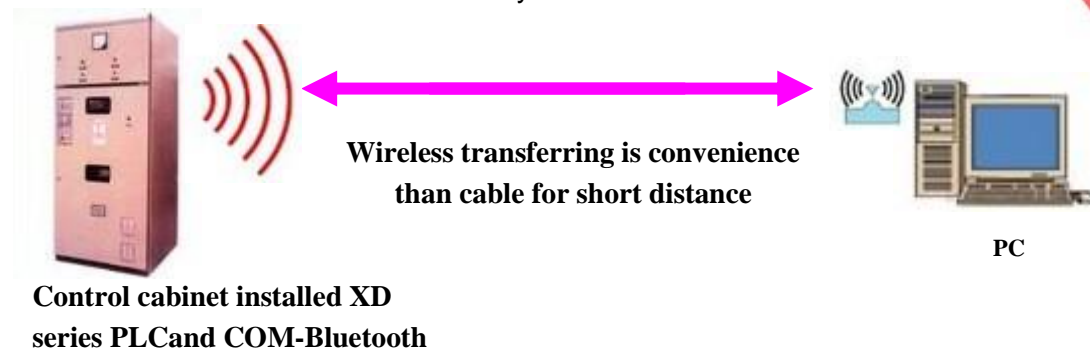 Wireless transferring is convenience
than cable for short distance
PC
Control cabinet installed XD
series PLCand COM-Bluetooth